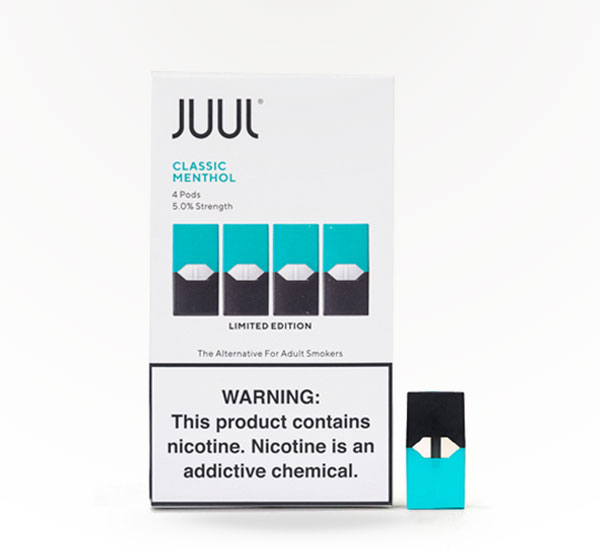 JUUL®
CLASSIC
MENTHOL
4 Pods
5.0% Strength
LIMITED EDITION
The Alternative For Adult Smokers
WARNING:
This product contains
nicotine. Nicotine is an
addictive chemical.